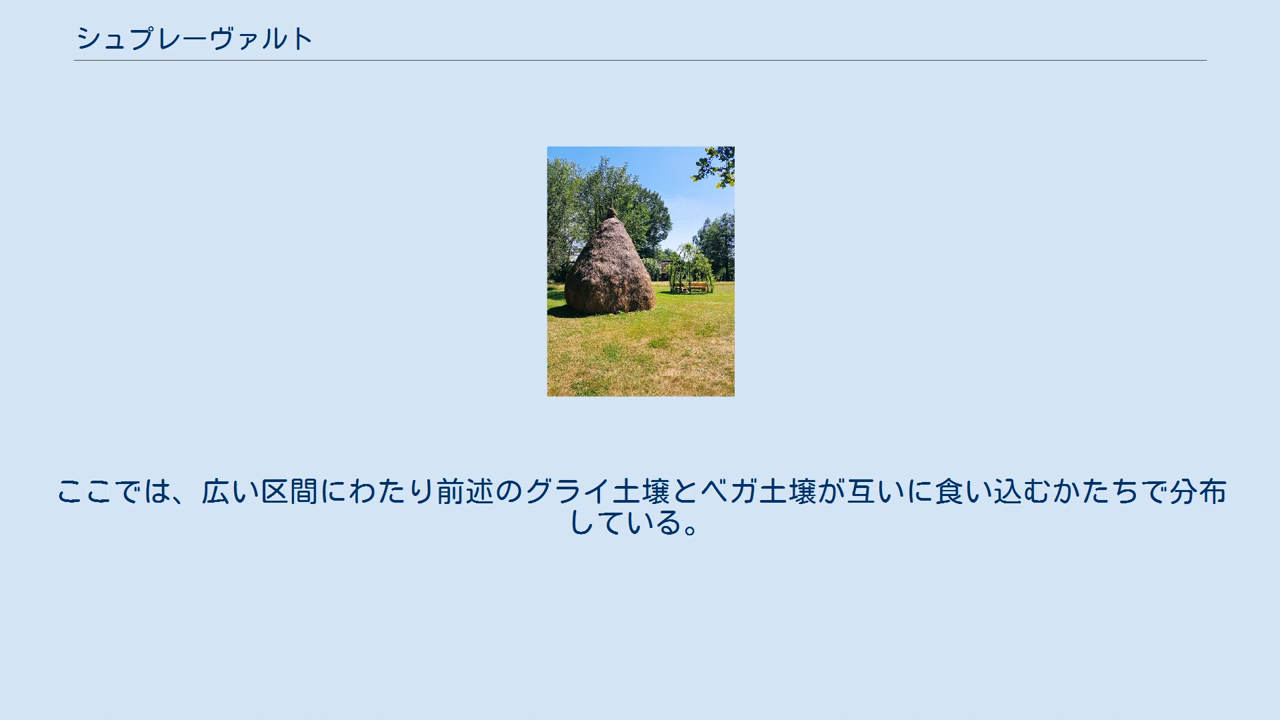 シュプレーヴァルト
ここでは、広い区間にわたり前述のグライ土壌とベガ土壌が互いに食い込むかたちで分布
している。